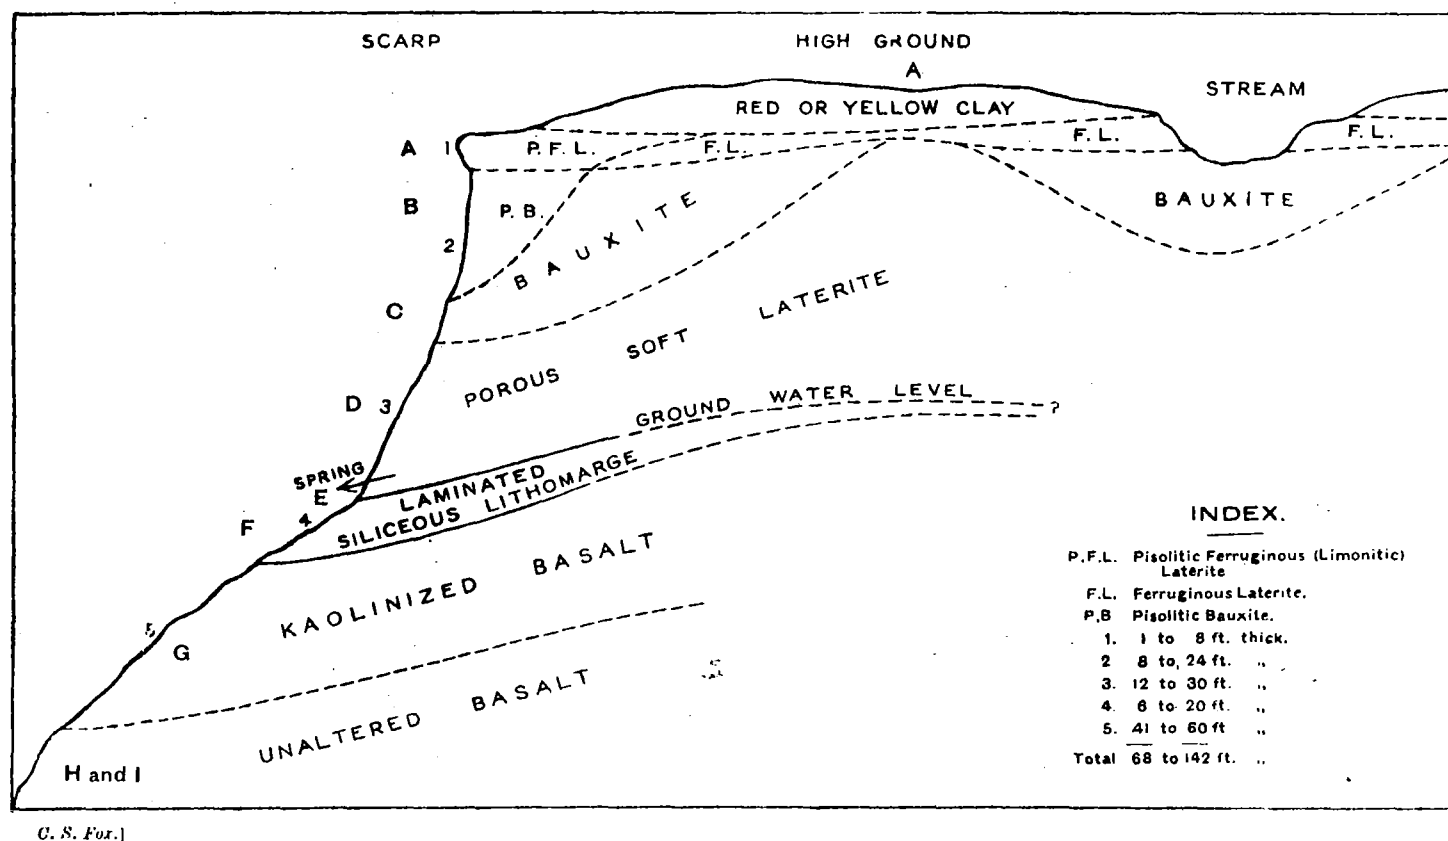 SCARP
HIGH GROUND
A
STREAM
RED OR YELLOW CLAY
A 1 P.F.L. F.L. F.L. F.L.
B P.B. BAUXITE BAUXITE
2
C
POROUS SOFT LATERITE
D 3
GROUND WATER LEVEL ?
SPRING
E
LAMINATED
SILICEOUS LITHOMARGE
F 4
KAOLINIZED BASALT
5
G
UNALTERED BASALT
H and I
INDEX.
P.F.L. Pisolitic Ferruginous (Limonitic)
Laterite
F.L. Ferruginous Laterite.
P,B Pisolitic Bauxite.
1. 1 to 8 ft. thick.
2 8 to, 24 ft. „
3. 12 to 30 ft. „
4. 6 to 20 ft. „
5. 41 to 60 ft „
Total 68 to 142 ft. „
C. S. Fox.]